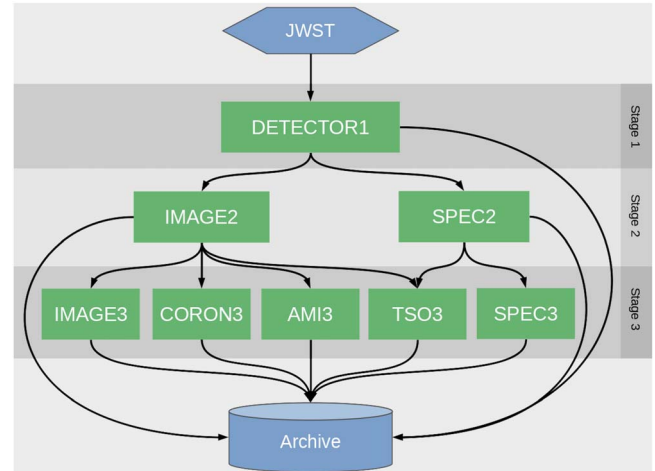 JWST
DETECTOR1
Stage 1
IMAGE2
SPEC2
Stage 2
IMAGE3
CORON3
AMI3
TSO3
SPEC3
Stage 3
Archive